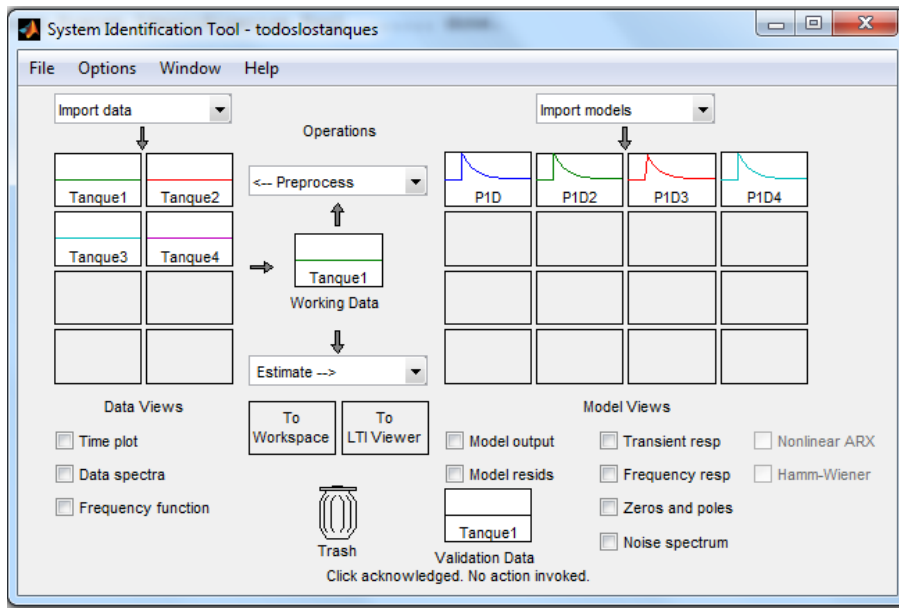 System Identification Tool - todoslostanques
File Options Window Help
Import data
Import models
Operations
Tanque1 Tanque2
<-- Preprocess
P1D P1D2 P1D3 P1D4
Tanque3 Tanque4
Tanque1
Working Data
Estimate -->
Data Views
To Workspace
To LTI Viewer
Model Views
Time plot
Model output
Transient resp
Nonlinear ARX
Data spectra
Model resids
Frequency resp
Hamm-Wiener
Frequency function
Zeros and poles
Tanque1
Noise spectrum
Trash
Validation Data
Click acknowledged. No action invoked.